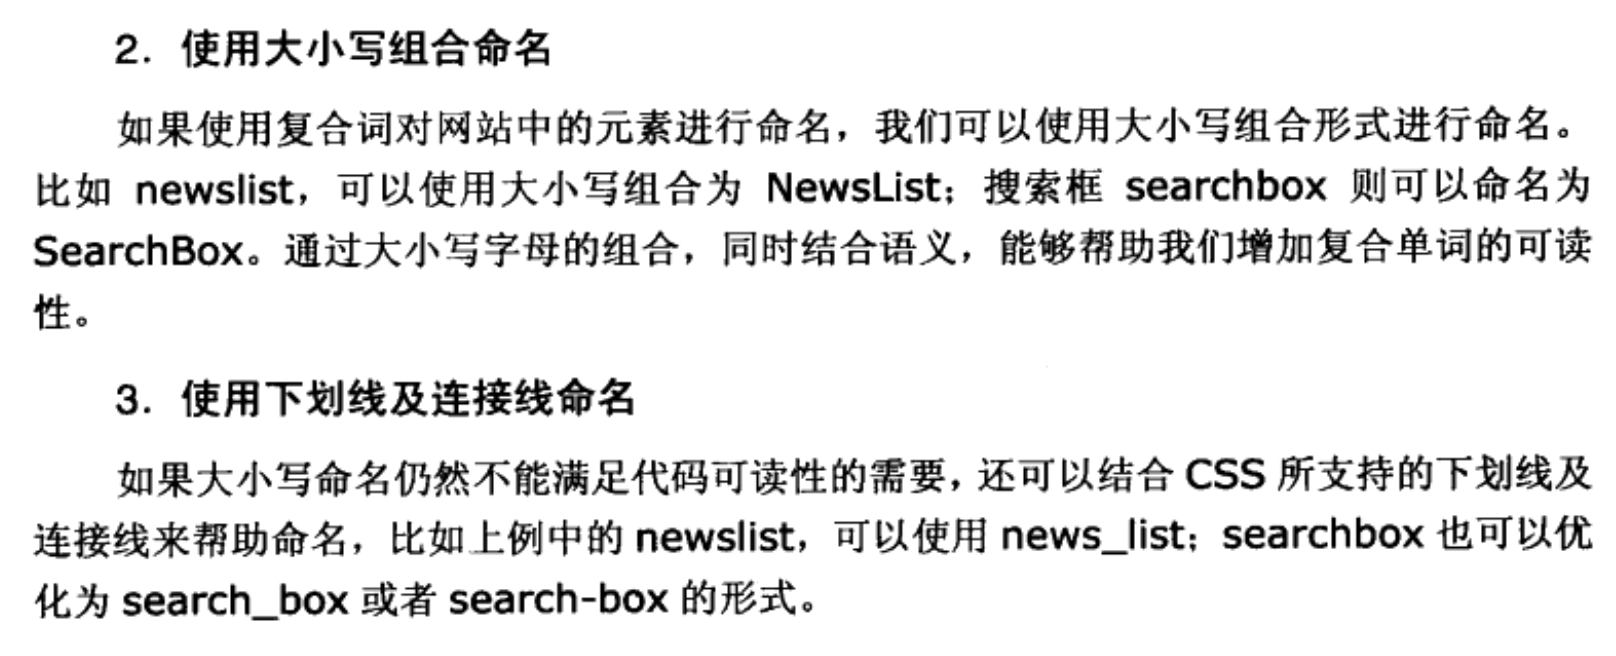 2. 使用大小写组合命名
如果使用复合词对网站中的元素进行命名，我们可以使用大小写组合形式进行命名。
比如 newslist，可以使用大小写组合为 NewsList；搜索框 searchbox 则可以命名为
SearchBox。通过大小写字母的组合，同时结合语义，能够帮助我们增加复合单词的可读
性。
3. 使用下划线及连接线命名
如果大小写命名仍然不能满足代码可读性的需要，还可以结合 CSS 所支持的下划线及
连接线来帮助命名，比如上例中的 newslist，可以使用 news_list；searchbox 也可以优
化为 search_box 或者 search-box 的形式。